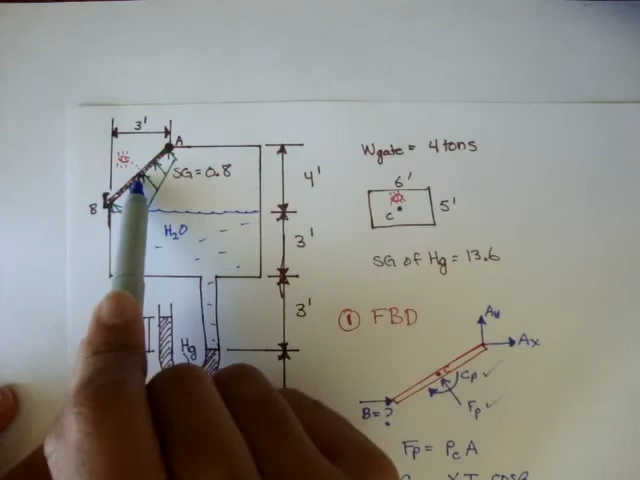 3'
A
Wgate = 4 tons
SG=0.8
4'
6'
B
C
5'
H₂O
3'
SG of Hg = 13.6
3'
① FBD
Ay
Ax
Hg
C
Cp ✓
B=?
Fp ✓
Fp = Pc A